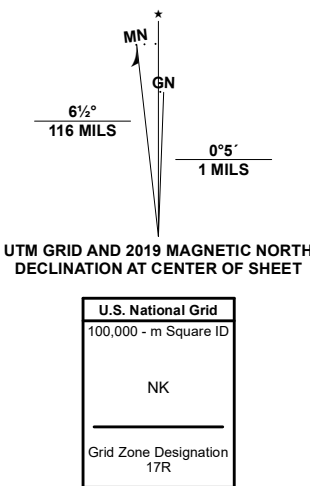 MN
GN
6½°
116 MILS
0°5´
1 MILS
UTM GRID AND 2019 MAGNETIC NORTH
DECLINATION AT CENTER OF SHEET
U.S. National Grid
100,000 - m Square ID
NK
Grid Zone Designation
17R